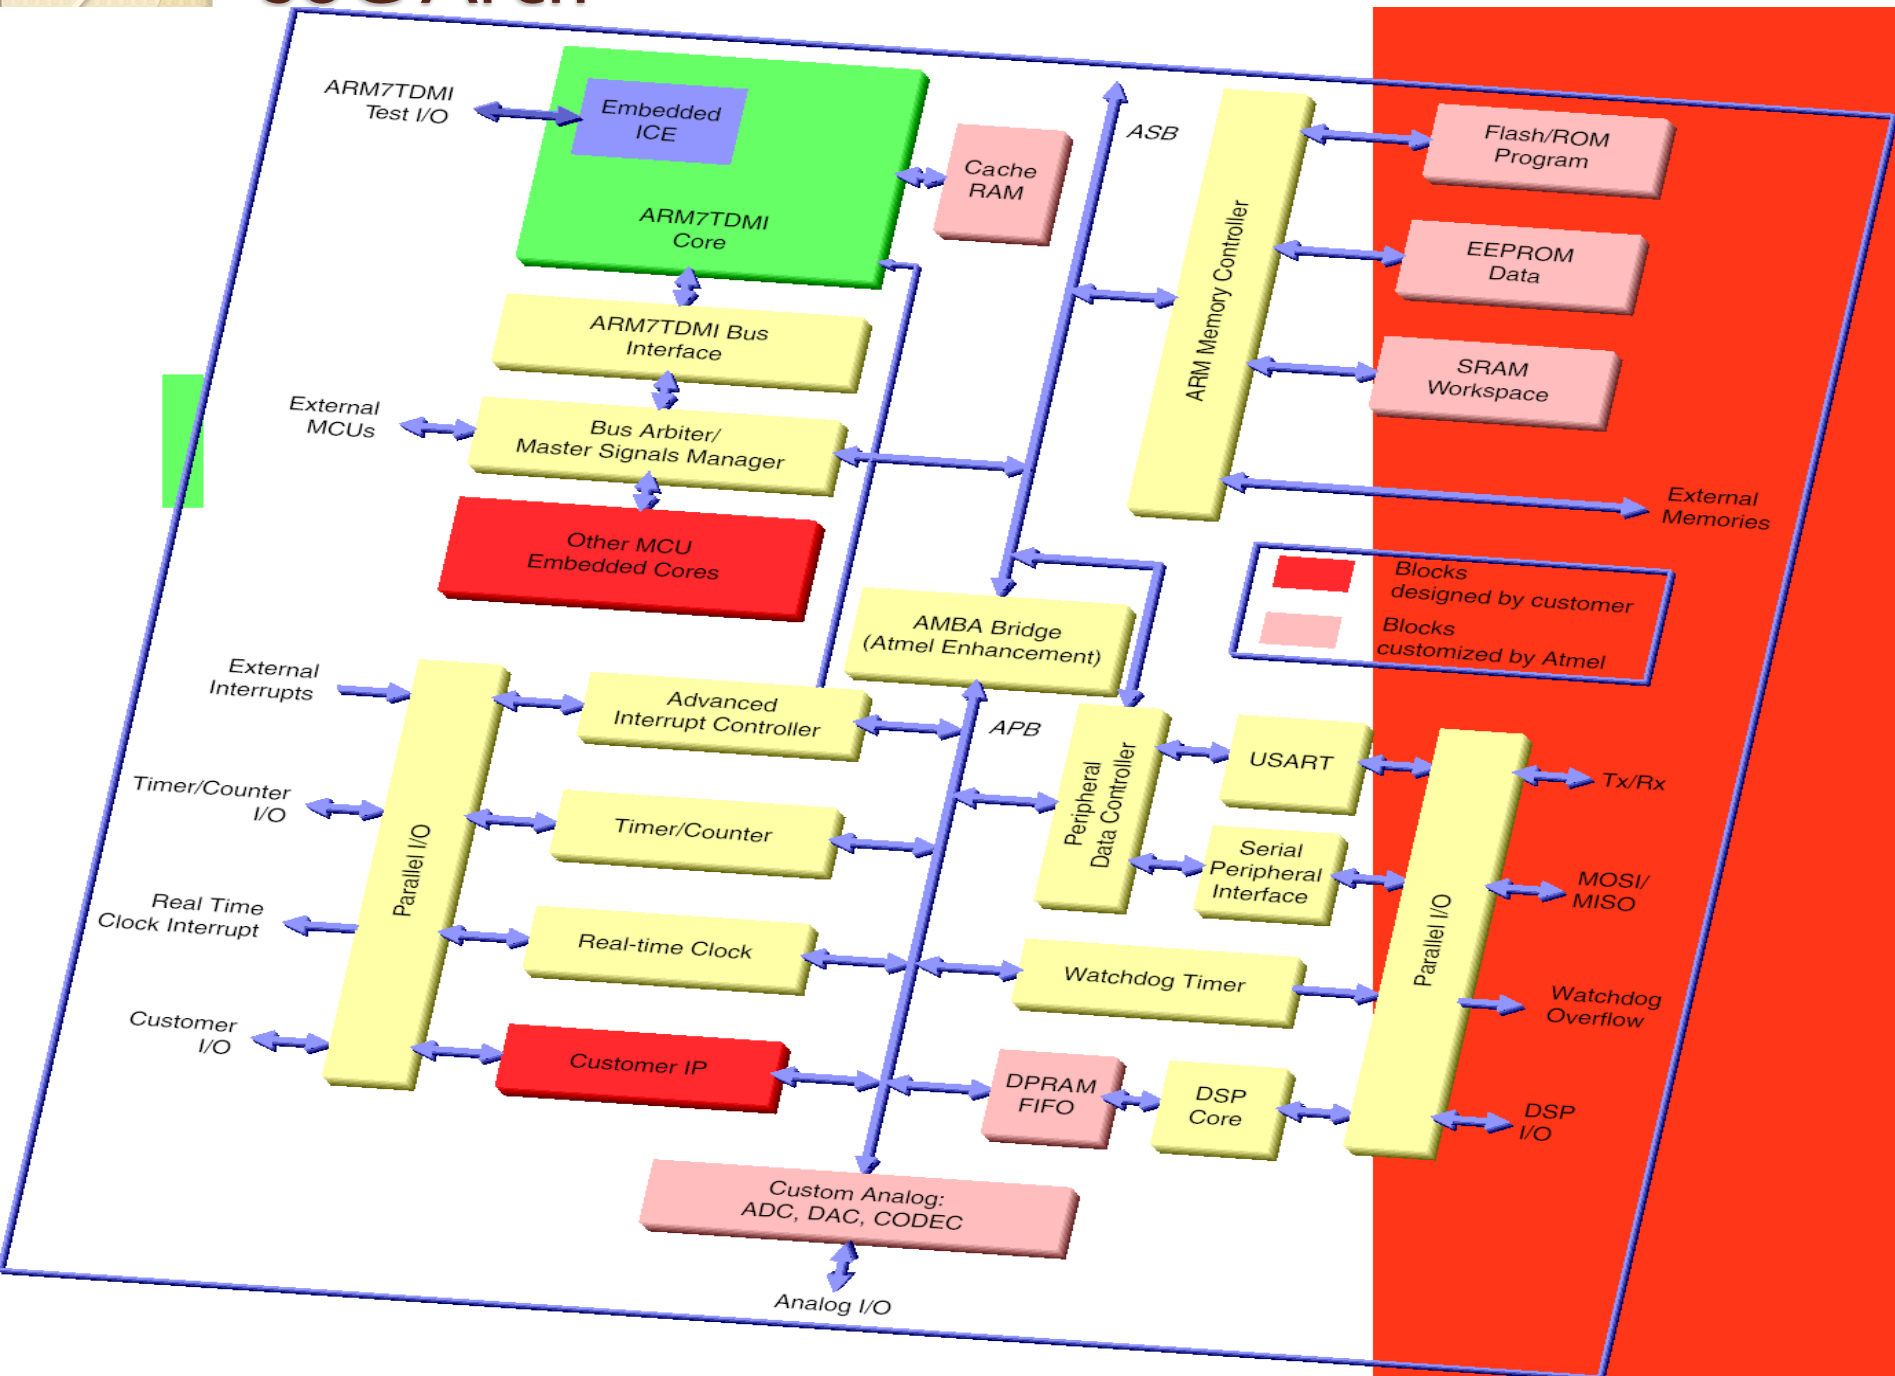 ARM7TDMI
Test I/O
Embedded
ICE
ARM7TDMI
Core
Cache
RAM
ASB
ARM Memory Controller
Flash/ROM
Program
EEPROM
Data
SRAM
Workspace
External
Memories
ARM7TDMI Bus
Interface
External
MCUs
Bus Arbiter/
Master Signals Manager
Other MCU
Embedded Cores
Blocks
designed by customer
Blocks
customized by Atmel
AMBA Bridge
(Atmel Enhancement)
External
Interrupts
Timer/Counter
I/O
Real Time
Clock Interrupt
Customer
I/O
Parallel I/O
Advanced
Interrupt Controller
Timer/Counter
Real-time Clock
Customer IP
APB
Peripheral
Data Controller
USART
Serial
Peripheral
Interface
Watchdog Timer
DPRAM
FIFO
DSP
Core
Parallel I/O
Tx/Rx
MOSI/
MISO
Watchdog
Overflow
DSP
I/O
Custom Analog:
ADC, DAC, CODEC
Analog I/O